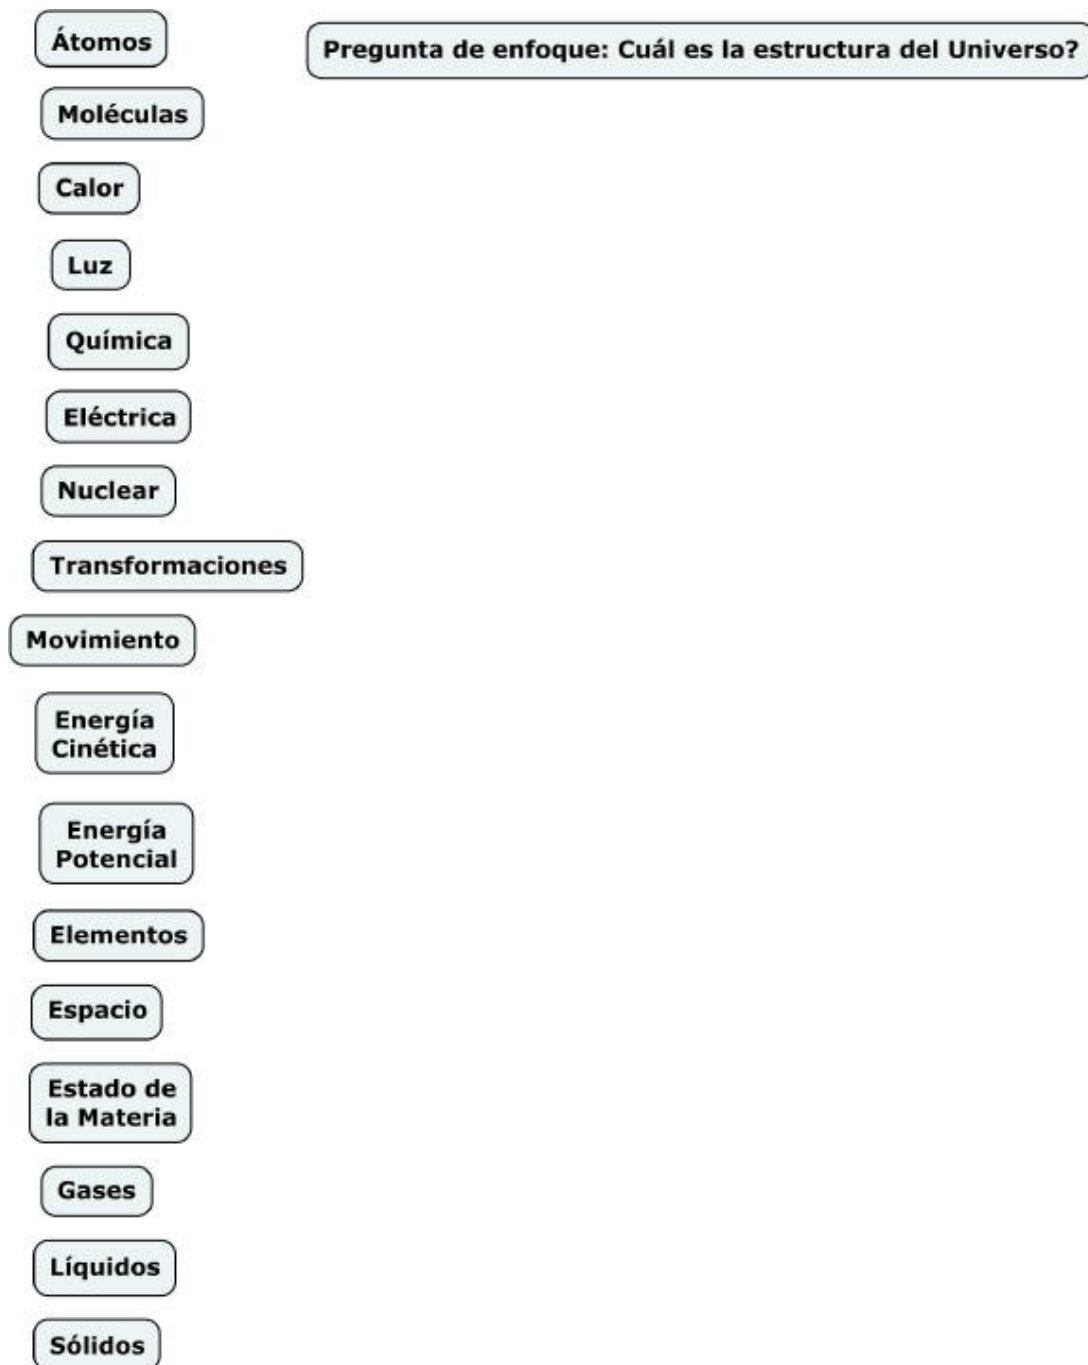 Átomos
Pregunta de enfoque: Cuál es la estructura del Universo?
Moléculas
Calor
Luz
Química
Eléctrica
Nuclear
Transformaciones
Movimiento
Energía
Cinética
Energía
Potencial
Elementos
Espacio
Estado de
la Materia
Gases
Líquidos
Sólidos